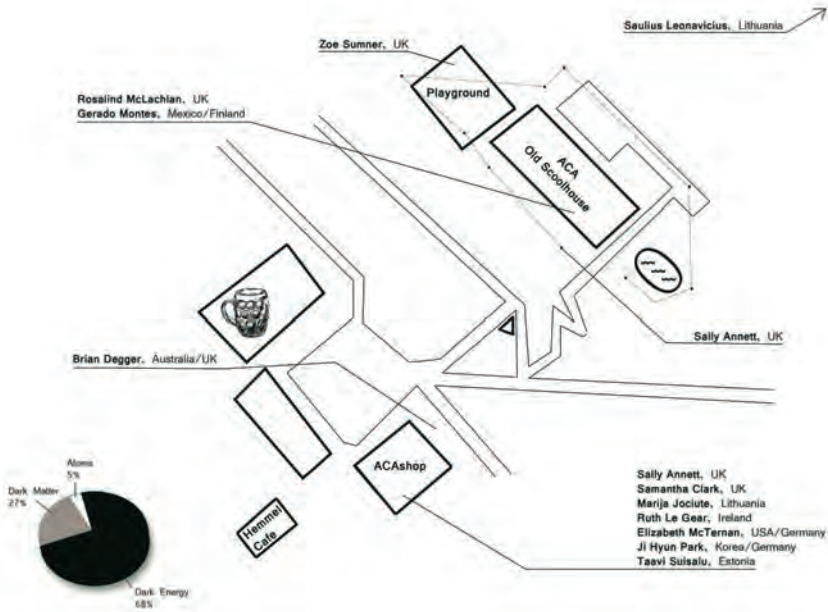 Saulius Leonavicius, Lithuania
Zoe Sumner, UK
Playground
Rosalind McLachlan, UK
Gerado Montes, Mexico/Finland
ACA
Old Scoolhouse
Sally Annett, UK
Brian Degger, Australia/UK
ACAshop
Hemmel
Cafe
Atoms
5%
Dark Matter
27%
Dark Energy
68%
Sally Annett, UK
Samantha Clark, UK
Marija Jociute, Lithuania
Ruth Le Gear, Ireland
Elizabeth McTernan, USA/Germany
Ji Hyun Park, Korea/Germany
Taavi Suisalu, Estonia